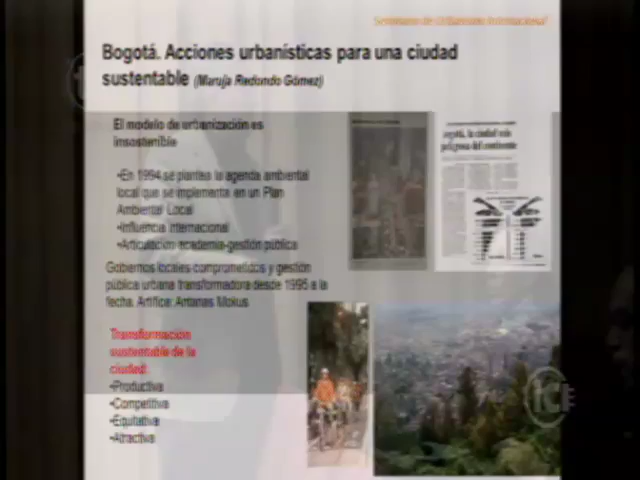 Seminario de Urbanismo Internacional
Bogotá. Acciones urbanísticas para una ciudad
sustentable (Maruja Redondo Gómez)
El modelo de urbanización es
insostenible
•En 1994 se plantea la agenda ambiental
local que se implementa en un Plan
Ambiental Local
•Influencia internacional
•Articulación academia-gestión pública
Gobiernos locales comprometidos y gestión
pública urbana transformadora desde 1995 a la
fecha. Artífice: Antanas Mokus
Bogotá, la ciudad más
peligrosa del continente
Transformación
sustentable de la
ciudad:
•Productiva
•Competitiva
•Equitativa
•Atractiva